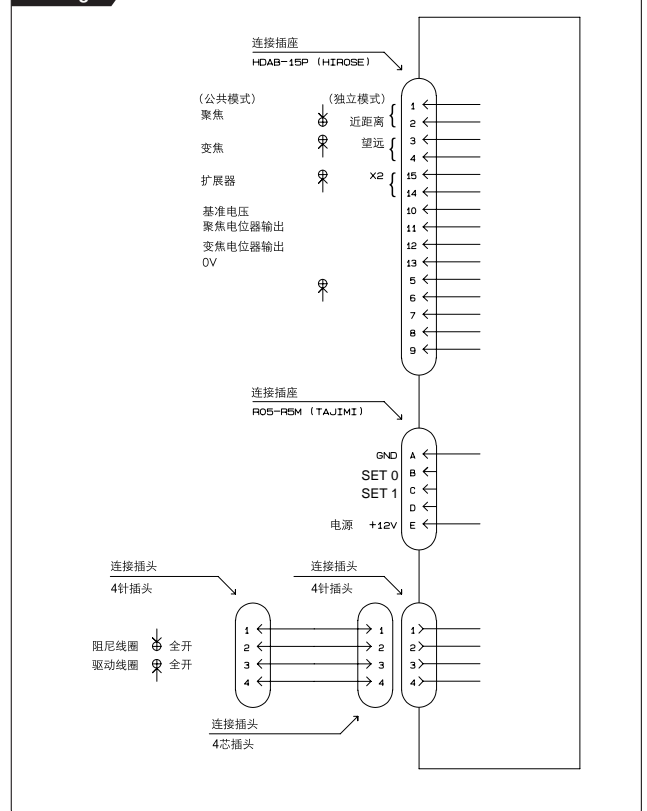 连接插座
HDAB-15P (HIROSE)
(公共模式)
(独立模式)
聚焦
近距离
变焦
望远
扩展器
X2
基准电压
聚焦电位器输出
变焦电位器输出
0V
1
2
3
4
15
14
10
11
12
13
5
6
7
8
9
连接插座
R05-R5M (TAJIMI)
GND A
SET 0 B
SET 1 C
D
电源 +12V E
连接插头
4针插头
连接插头
4针插头
1 1 1
2 2 2
3 3 3
4 4 4
阻尼线圈 全开
驱动线圈 全开
连接插头
4芯插头